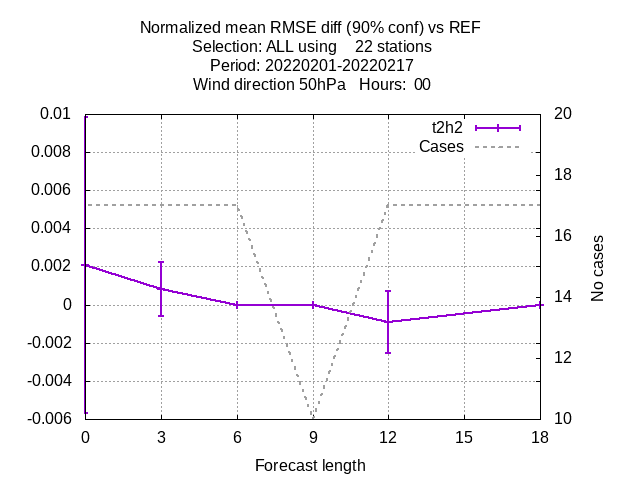 Normalized mean RMSE diff (90% conf) vs REF
Selection: ALL using    22 stations
Period: 20220201-20220217
Wind direction 50hPa   Hours:  00
0.01
0.008
0.006
0.004
0.002
0
-0.002
-0.004
-0.006
20
18
16
14
12
10
t2h2
Cases
No cases
0 3 6 9 12 15 18
Forecast length